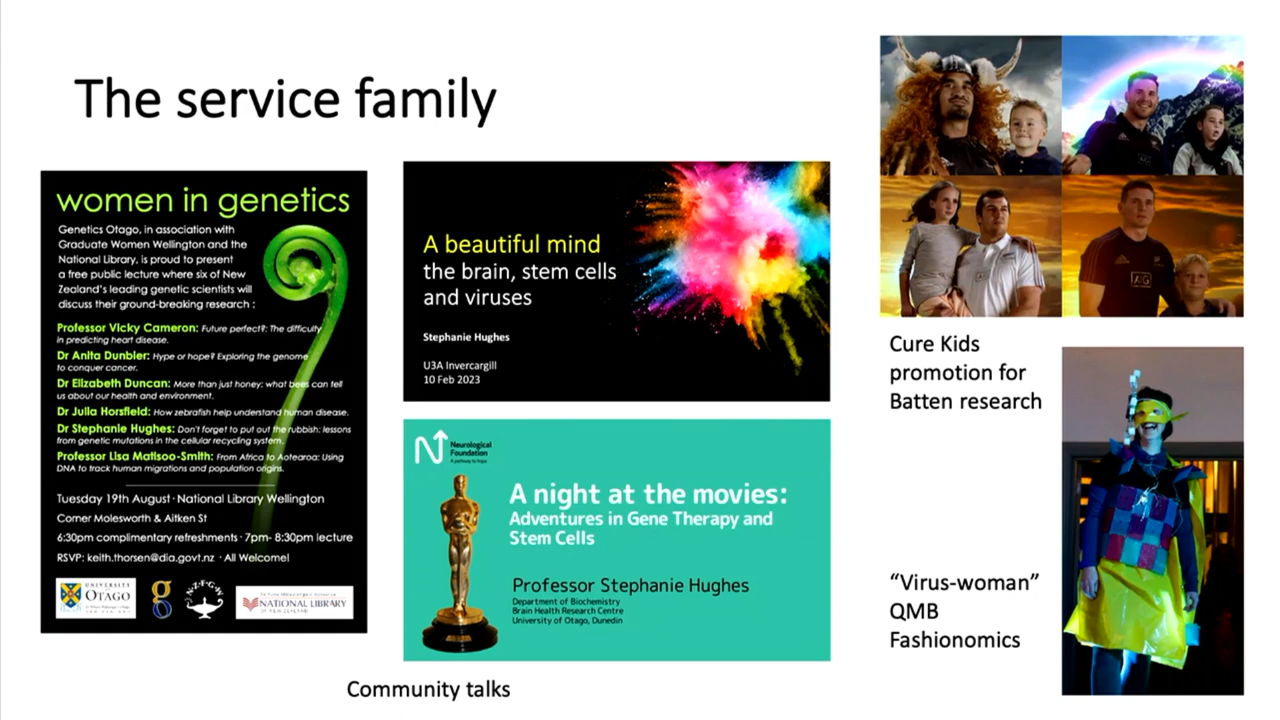 The service family
women in genetics
Genetics Otago, in association with
Graduate Women Wellington and the
National Library, is proud to present
a free public lecture where six of New
Zealand's leading genetic scientists will
discuss their ground-breaking research :
Professor Vicky Cameron: Future perfect?: The difficulty
in predicting heart disease.
Dr Anita Dunbier: Hype or hope? Exploring the genome
to conquer cancer.
Dr Elizabeth Duncan: More than just honey: what bees can tell
us about our health and environment.
Dr Julia Horsfield: How zebrafish help understand human disease.
Dr Stephanie Hughes: Don't forget to put out the rubbish: lessons
from genetic mutations in the cellular recycling system.
Professor Lisa Matisoo-Smith: From Africa to Aotearoa: Using
DNA to track human migrations and population origins.
Tuesday 19th August · National Library Wellington
Corner Molesworth & Aitken St
6:30pm complimentary refreshments · 7pm- 8:30pm lecture
RSVP: keith.thorsen@dia.govt.nz · All Welcome!
UNIVERSITY
of
OTAGO
N.Z.F.G.W.
NATIONAL LIBRARY
OF NEW ZEALAND
A beautiful mind
the brain, stem cells
and viruses
Stephanie Hughes
U3A Invercargill
10 Feb 2023
Neurological
Foundation
A pathway to hope
A night at the movies:
Adventures in Gene Therapy and
Stem Cells
Professor Stephanie Hughes
Department of Biochemistry
Brain Health Research Centre
University of Otago, Dunedin
Community talks
AIG
AIG
Cure Kids
promotion for
Batten research
"Virus-woman"
QMB
Fashionomics